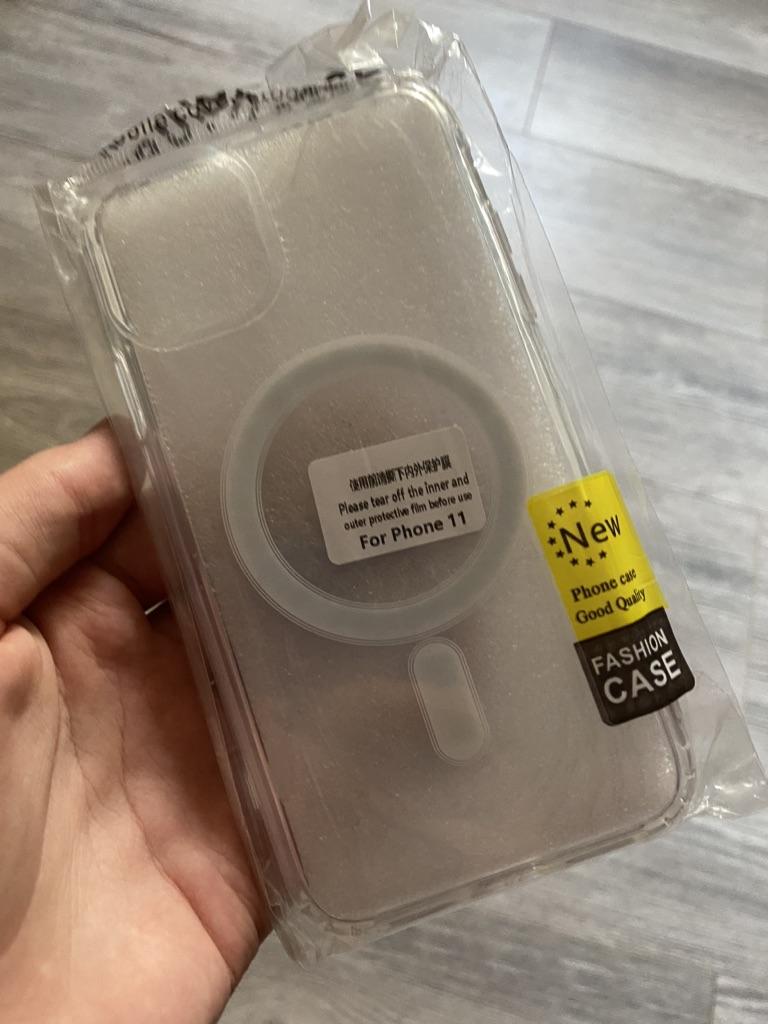 使用前请撕下内外保护膜
Please tear off the inner and
outer protective film before use
For Phone 11
New
Phone case
Good Quality
FASHION
CASE